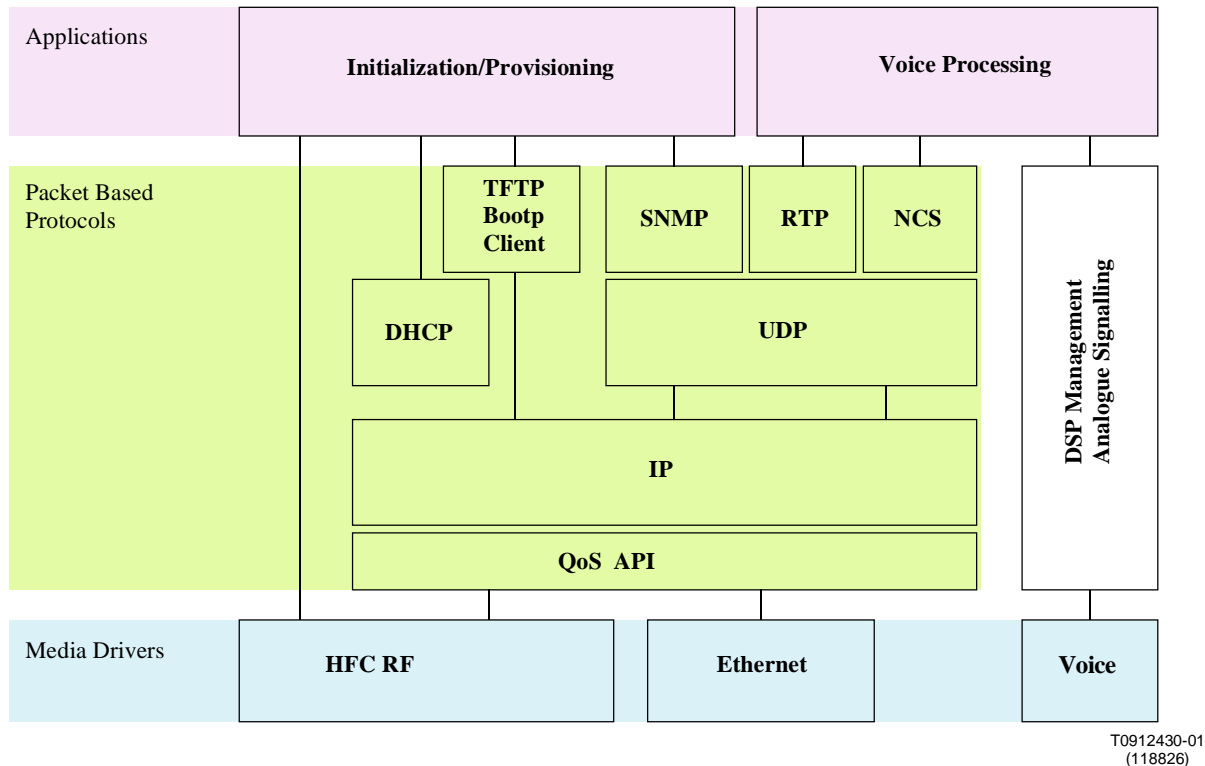 Applications
Initialization/Provisioning
Voice Processing
Packet Based
Protocols
TFTP
Bootp
Client
SNMP
RTP
NCS
DHCP
UDP
DSP Management
Analogue Signalling
IP
QoS API
Media Drivers
HFC RF
Ethernet
Voice
T0912430-01
(118826)